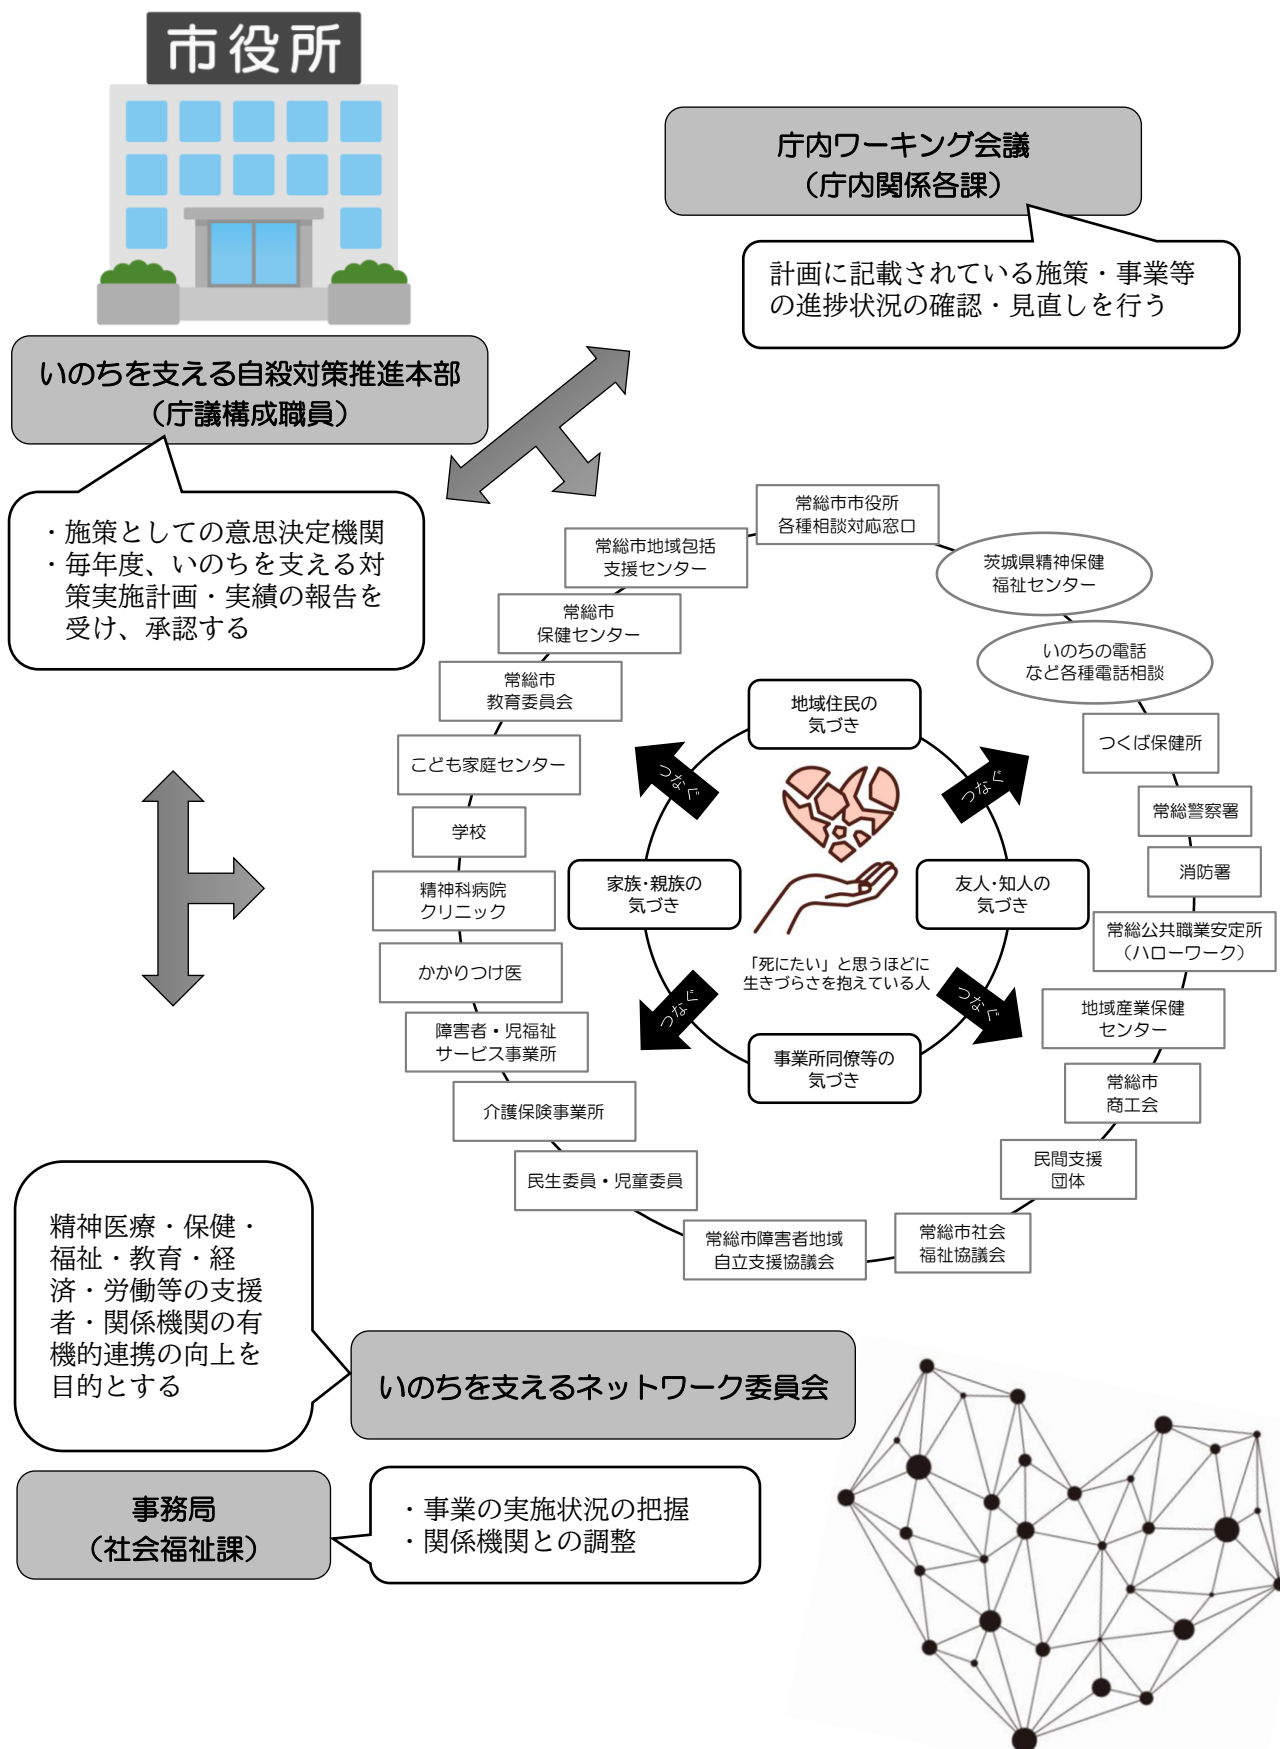 市役所
庁内ワーキング会議
（庁内関係各課）
計画に記載されている施策・事業等
の進捗状況の確認・見直しを行う
いのちを支える自殺対策推進本部
（庁議構成職員）
・施策としての意思決定機関
・毎年度、いのちを支える対
策実施計画・実績の報告を
受け、承認する
常総市市役所
各種相談対応窓口
常総市地域包括
支援センター
茨城県精神保健
福祉センター
常総市
保健センター
いのちの電話
など各種電話相談
常総市
教育委員会
つくば保健所
こども家庭センター
常総警察署
学校
消防署
精神科病院
クリニック
常総公共職業安定所
（ハローワーク）
かかりつけ医
地域産業保健
センター
障害者・児福祉
サービス事業所
常総市
商工会
介護保険事業所
民間支援
団体
民生委員・児童委員
常総市社会
福祉協議会
常総市障害者地域
自立支援協議会
地域住民の
気づき
つなぐ
つなぐ
家族・親族の
気づき
友人・知人の
気づき
「死にたい」と思うほどに
生きづらさを抱えている人
つなぐ
つなぐ
事業所同僚等の
気づき
精神医療・保健・
福祉・教育・経
済・労働等の支援
者・関係機関の有
機的連携の向上を
目的とする
いのちを支えるネットワーク委員会
事務局
（社会福祉課）
・事業の実施状況の把握
・関係機関との調整